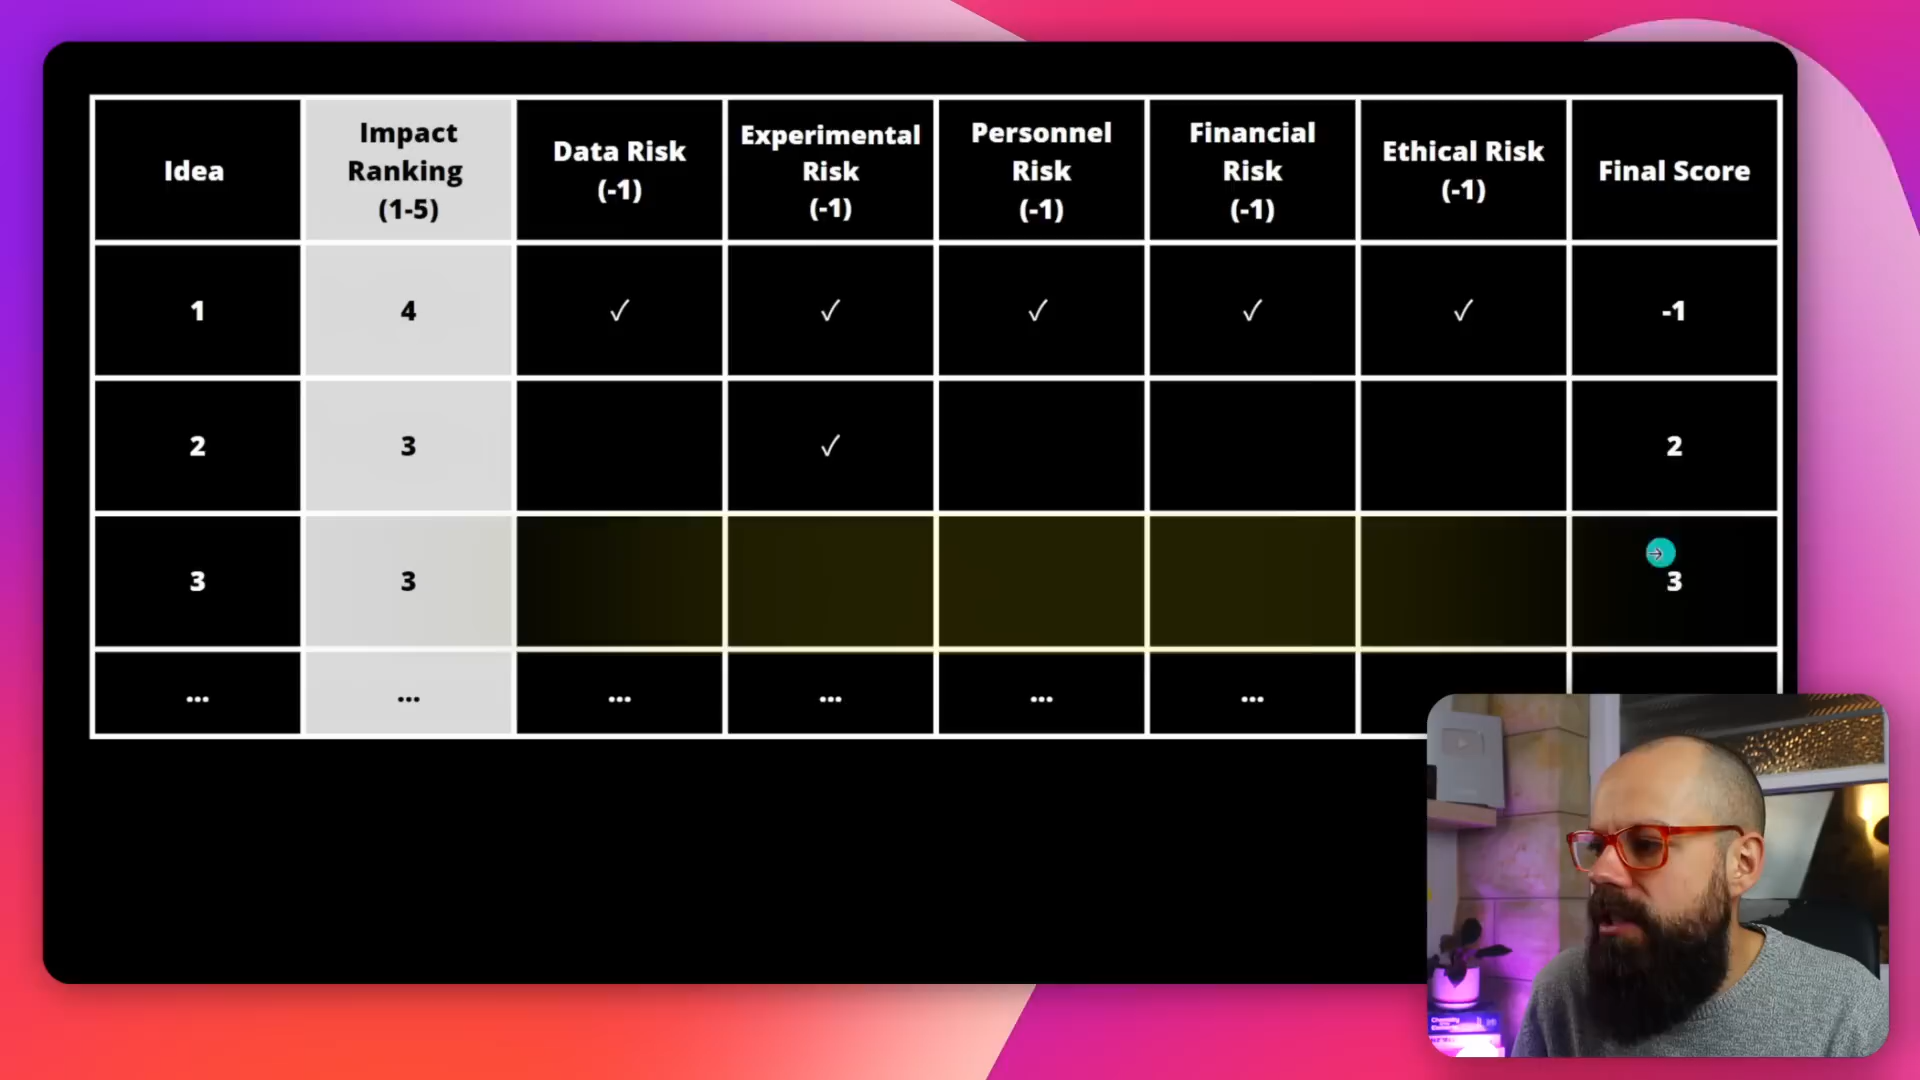 Idea
Impact
Ranking
(1-5)
Data Risk
(-1)
Experimental
Risk
(-1)
Personnel
Risk
(-1)
Financial
Risk
(-1)
Ethical Risk
(-1)
Final Score
1
4
✓
✓
✓
✓
✓
-1
2
3
✓
2
3
3
3
...
...
...
...
...
...